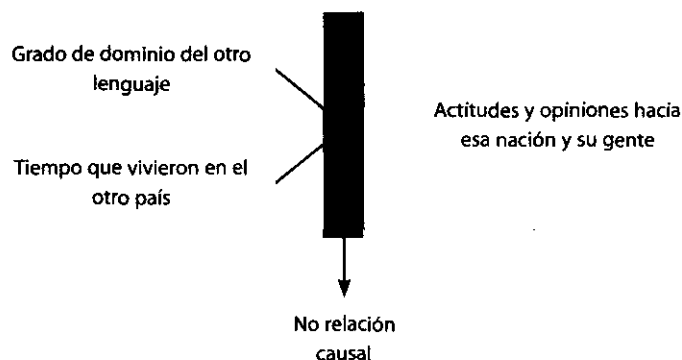 Grado de dominio del otro
lenguaje
Actitudes y opiniones hacia
esa nación y su gente
Tiempo que vivieron en el
otro país
No relación
causal